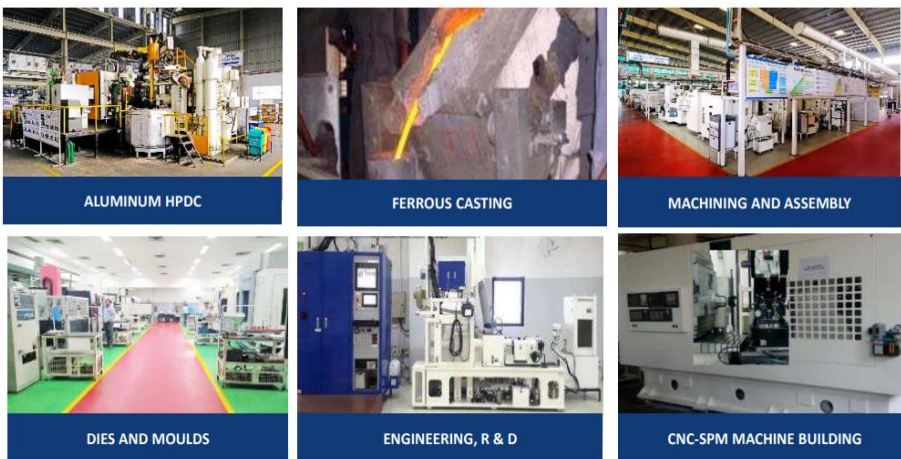 ALUMINUM HPDC
FERROUS CASTING
MACHINING AND ASSEMBLY
DIES AND MOULDS
ENGINEERING, R & D
CNC-SPM MACHINE BUILDING